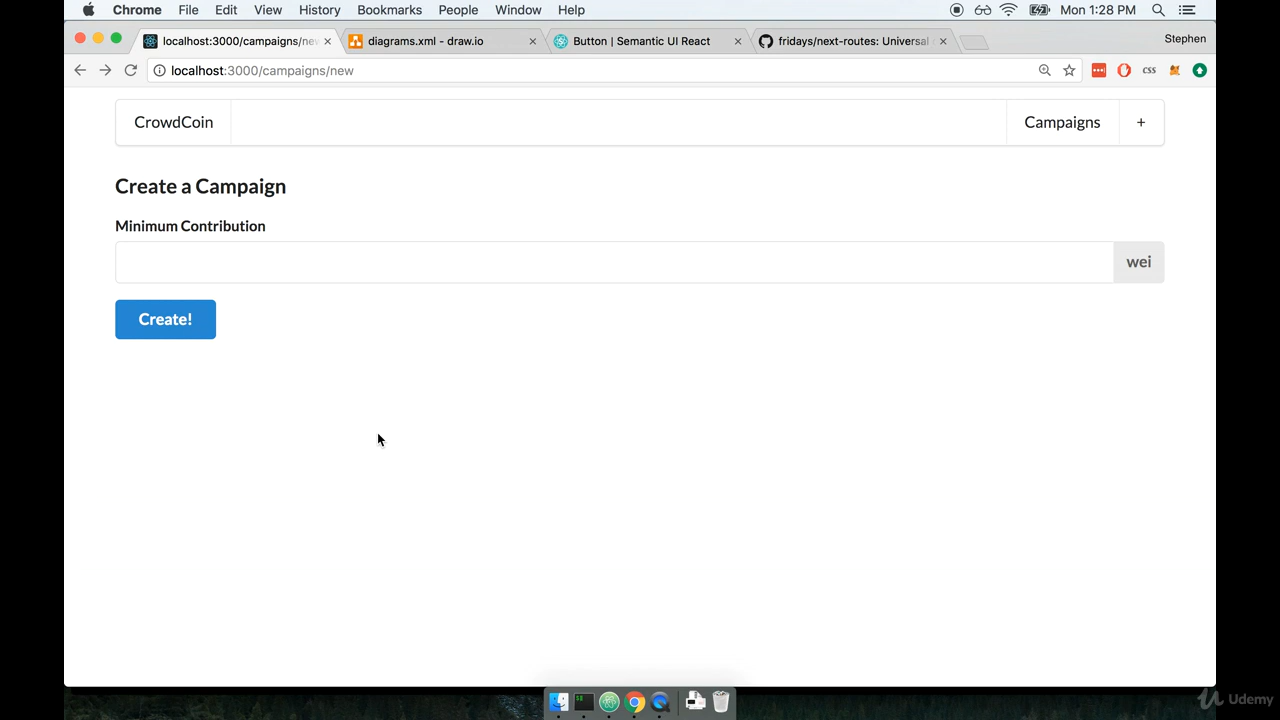 Chrome File Edit View History Bookmarks People Window Help Mon 1:28 PM
localhost:3000/campaigns/new diagrams.xml - draw.io Button | Semantic UI React fridays/next-routes: Universal Stephen
localhost:3000/campaigns/new CSS
CrowdCoin Campaigns +
Create a Campaign
Minimum Contribution
wei
Create!
Udemy